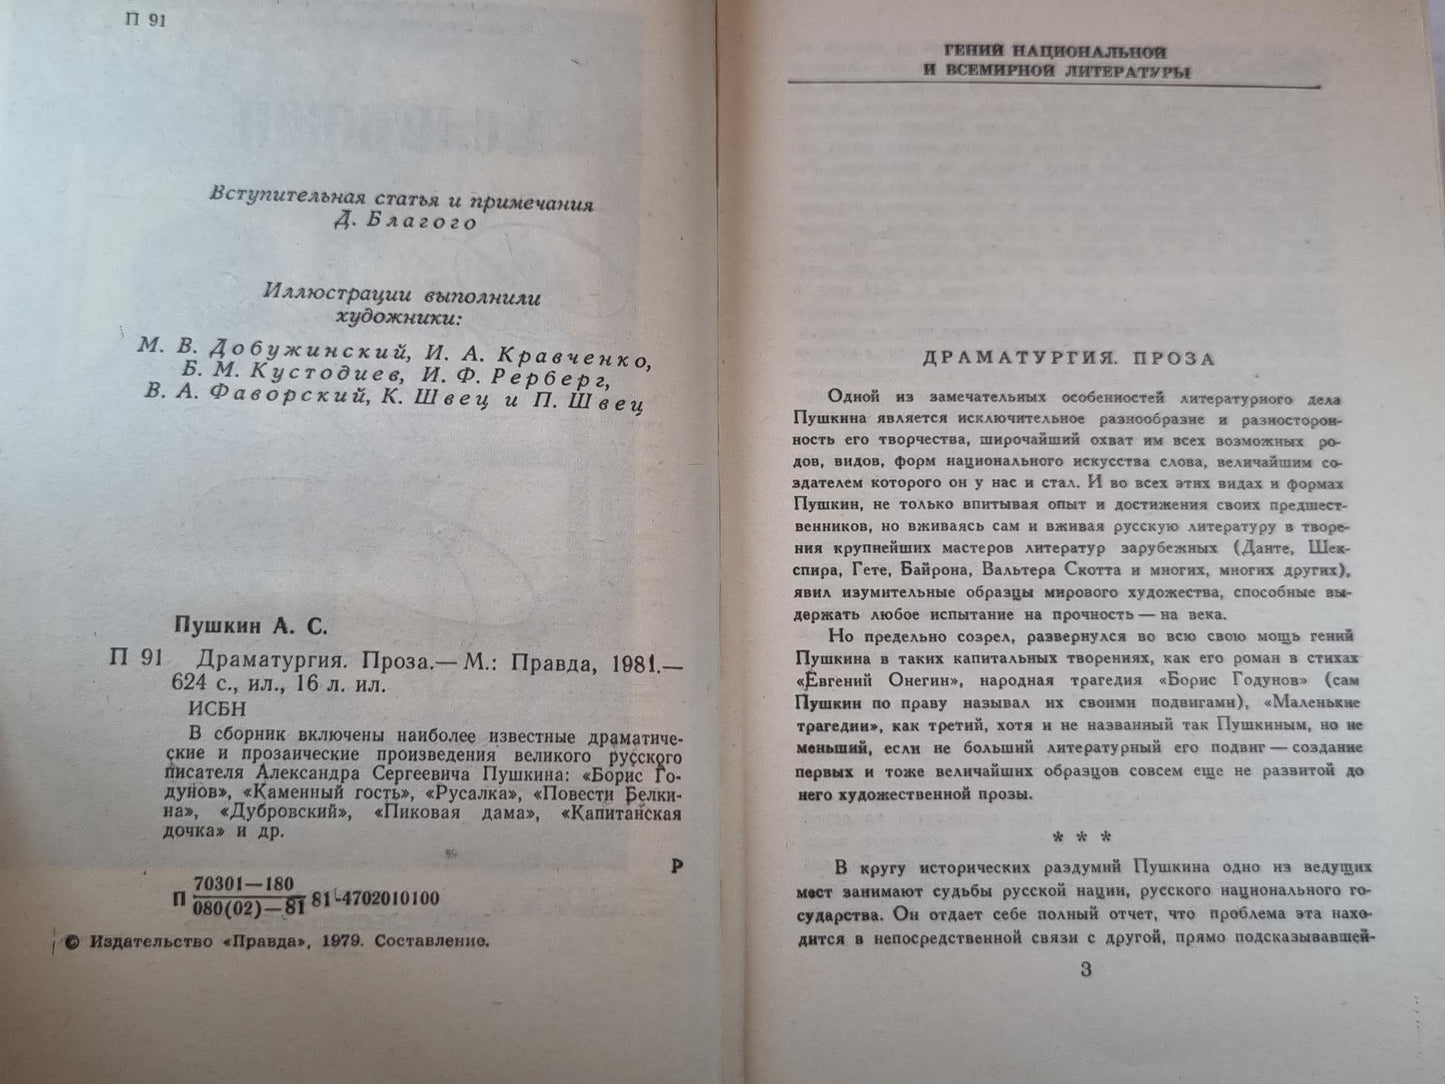 П 91
Вступительная статья и примечания
Д. Благого
Иллюстрации выполнили
художники:
М. В. Добужинский, И. А. Кравченко,
Б. М. Кустодиев, И. Ф. Рерберг,
В. А. Фаворский, К. Швец и П. Швец
Пушкин А. С.
П 91 Драматургия. Проза.— М.: Правда, 1981.—
624 с., ил., 16 л. ил.
ИСБН
В сборник включены наиболее известные драматиче-
ские и прозаические произведения великого русского
писателя Александра Сергеевича Пушкина: «Борис Го-
дунов», «Каменный гость», «Русалка», «Повести Белки-
на», «Дубровский», «Пиковая дама», «Капитанская
дочка» и др.
Р
70301—180
П 81-4702010100
080(02)—81
© Издательство «Правда», 1979. Составление.
ГЕНИЙ НАЦИОНАЛЬНОЙ
И ВСЕМИРНОЙ ЛИТЕРАТУРЫ
ДРАМАТУРГИЯ. ПРОЗА
Одной из замечательных особенностей литературного дела
Пушкина является исключительное разнообразие и разносторон-
ность его творчества, широчайший охват им всех возможных ро-
дов, видов, форм национального искусства слова, величайшим со-
здателем которого он у нас и стал. И во всех этих видах и формах
Пушкин, не только впитывая опыт и достижения своих предшест-
венников, но вживаясь сам и вживая русскую литературу в творе-
ния крупнейших мастеров литератур зарубежных (Данте, Шек-
спира, Гете, Байрона, Вальтера Скотта и многих, многих других),
явил изумительные образцы мирового художества, способные вы-
держать любое испытание на прочность — на века.
Но предельно созрел, развернулся во всю свою мощь гений
Пушкина в таких капитальных творениях, как его роман в стихах
«Евгений Онегин», народная трагедия «Борис Годунов» (сам
Пушкин по праву называл их своими подвигами), «Маленькие
трагедии», как третий, хотя и не названный так Пушкиным, но не
меньший, если не больший литературный его подвиг — создание
первых и тоже величайших образцов совсем еще не развитой до
него художественной прозы.
* * *
В кругу исторических раздумий Пушкина одно из ведущих
мест занимают судьбы русской нации, русского национального го-
сударства. Он отдает себе полный отчет, что проблема эта нахо-
дится в непосредственной связи с другой, прямо подсказывавшей-
3